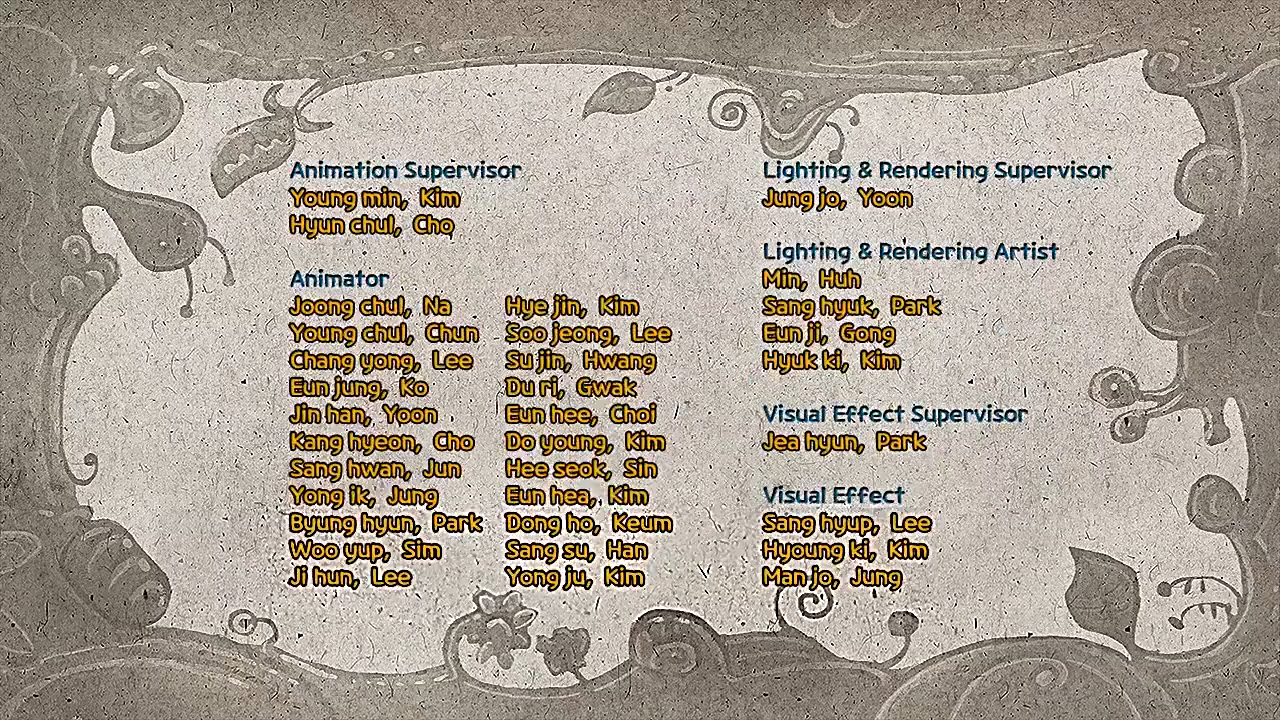 Animation Supervisor
Young min, Kim
Hyun chul, Cho
Animator
Joong chul, Na
Young chul, Chun
Chang yong, Lee
Eun jung, Ko
Jin han, Yoon
Kang hyeon, Cho
Sang hwan, Jun
Yong ik, Jung
Byung hyun, Park
Woo yup, Sim
Ji hun, Lee
Hye jin, Kim
Soo jeong, Lee
Su jin, Hwang
Du ri, Gwak
Eun hee, Choi
Do young, Kim
Hee seok, Sin
Eun hea, Kim
Dong ho, Keum
Sang su, Han
Yong ju, Kim
Lighting & Rendering Supervisor
Jung jo, Yoon
Lighting & Rendering Artist
Min, Huh
Sang hyuk, Park
Eun ji, Gong
Hyuk ki, Kim
Visual Effect Supervisor
Jea hyun, Park
Visual Effect
Sang hyup, Lee
Hyoung ki, Kim
Man jo, Jung